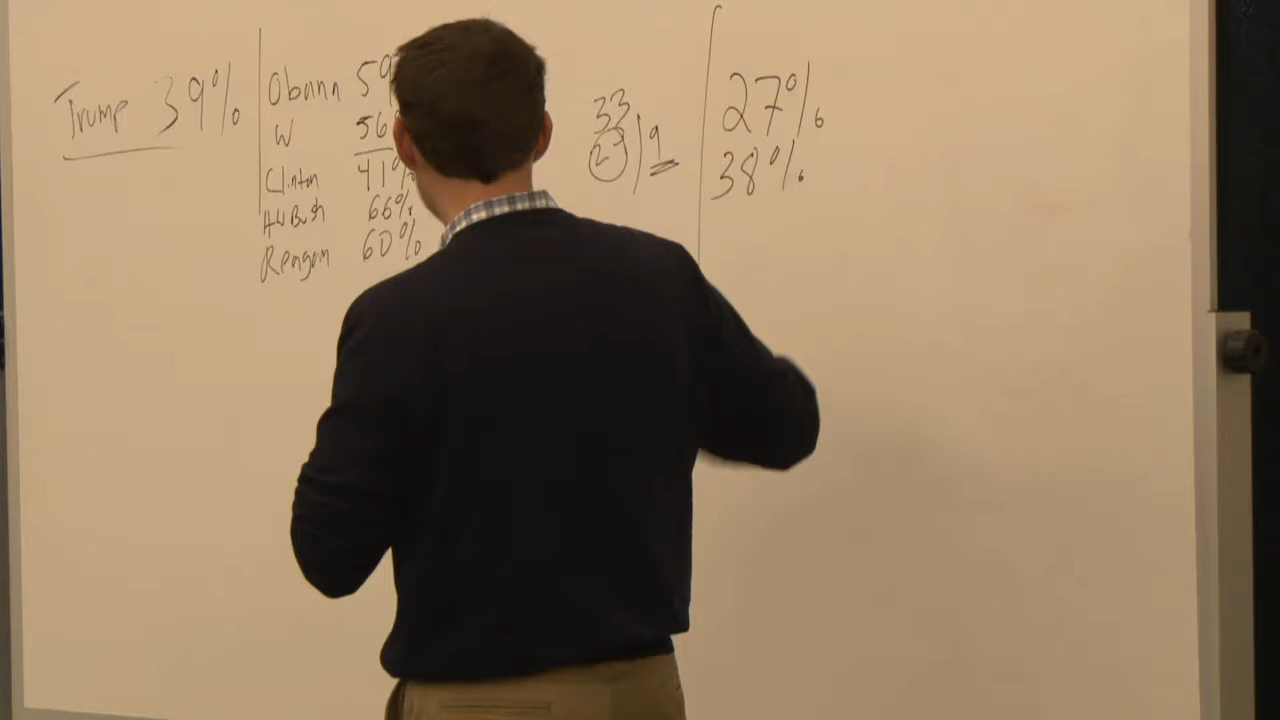 Trump 39%
Obama 59
W 56
Clinton 41%
HW Bush 66%
Reagan 60%
33
23 | 9
27%
38%